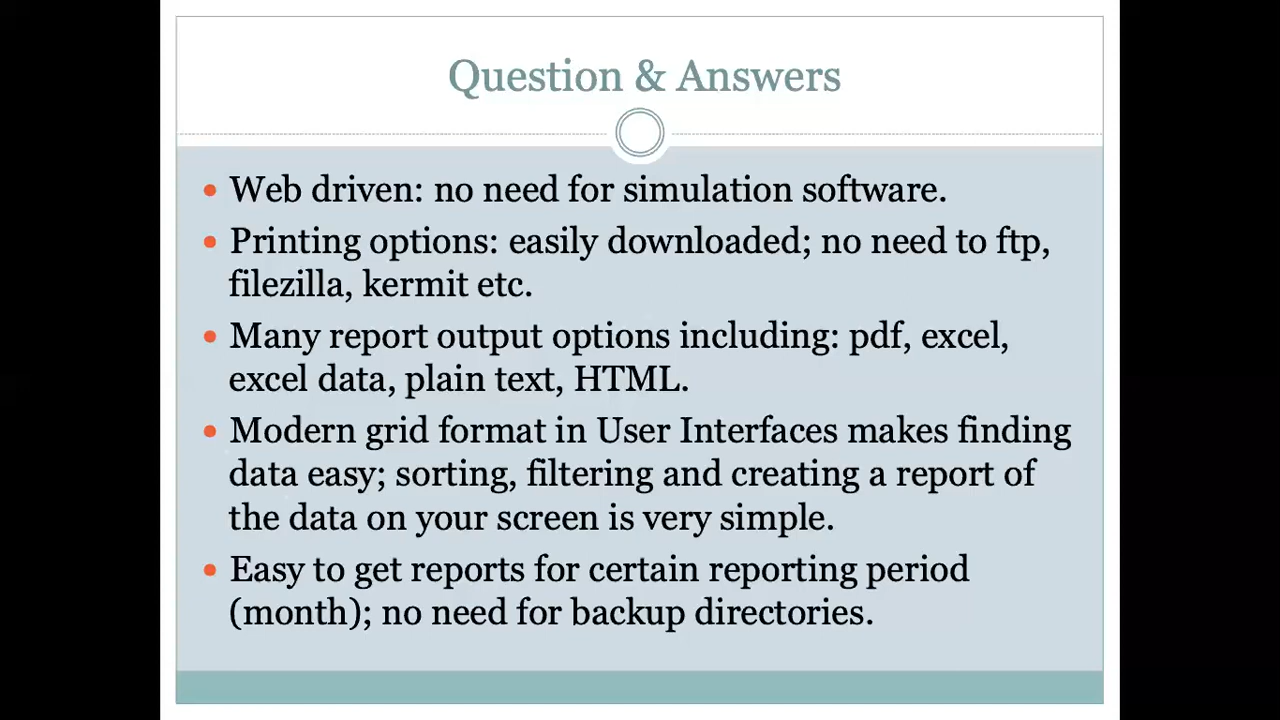 Question & Answers
• Web driven: no need for simulation software.
• Printing options: easily downloaded; no need to ftp,
filezilla, kermit etc.
• Many report output options including: pdf, excel,
excel data, plain text, HTML.
• Modern grid format in User Interfaces makes finding
data easy; sorting, filtering and creating a report of
the data on your screen is very simple.
• Easy to get reports for certain reporting period
(month); no need for backup directories.